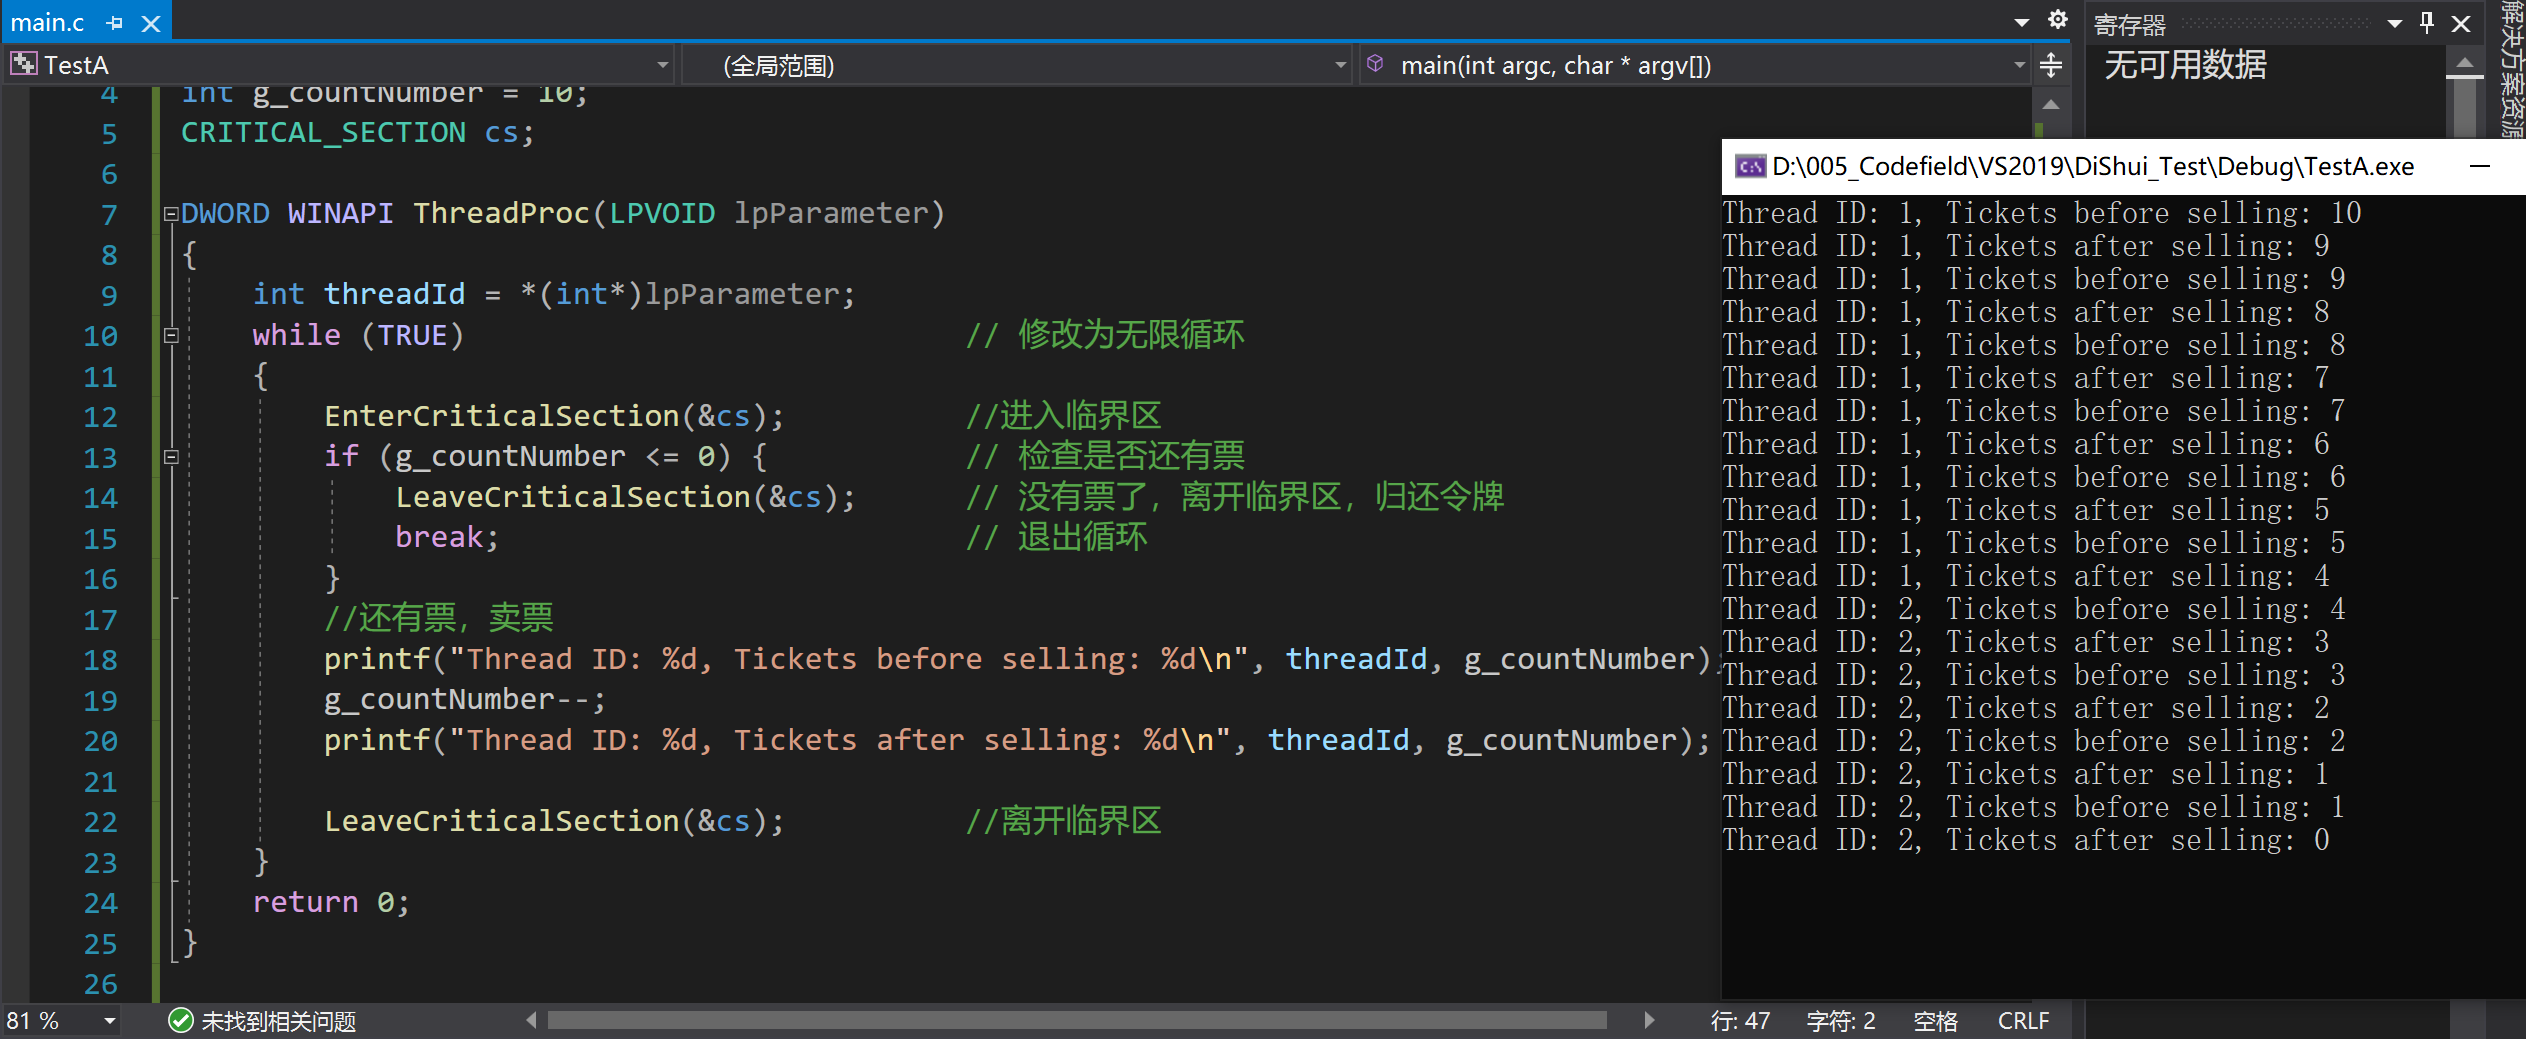 main.c
寄存器
TestA
(全局范围)
main(int argc, char * argv[])
无可用数据
解决方案资源
4 int g_countNumber = 10;
5 CRITICAL_SECTION cs;
6
7 DWORD WINAPI ThreadProc(LPVOID lpParameter)
8 {
9 int threadId = *(int*)lpParameter;
10 while (TRUE) // 修改为无限循环
11 {
12 EnterCriticalSection(&cs); //进入临界区
13 if (g_countNumber <= 0) { // 检查是否还有票
14 LeaveCriticalSection(&cs); // 没有票了，离开临界区，归还令牌
15 break; // 退出循环
16 }
17 //还有票，卖票
18 printf("Thread ID: %d, Tickets before selling: %d\n", threadId, g_countNumber);
19 g_countNumber--;
20 printf("Thread ID: %d, Tickets after selling: %d\n", threadId, g_countNumber);
21
22 LeaveCriticalSection(&cs); //离开临界区
23 }
24 return 0;
25 }
26
D:\005_Codefield\VS2019\DiShui_Test\Debug\TestA.exe
Thread ID: 1, Tickets before selling: 10
Thread ID: 1, Tickets after selling: 9
Thread ID: 1, Tickets before selling: 9
Thread ID: 1, Tickets after selling: 8
Thread ID: 1, Tickets before selling: 8
Thread ID: 1, Tickets after selling: 7
Thread ID: 1, Tickets before selling: 7
Thread ID: 1, Tickets after selling: 6
Thread ID: 1, Tickets before selling: 6
Thread ID: 1, Tickets after selling: 5
Thread ID: 1, Tickets before selling: 5
Thread ID: 1, Tickets after selling: 4
Thread ID: 2, Tickets before selling: 4
Thread ID: 2, Tickets after selling: 3
Thread ID: 2, Tickets before selling: 3
Thread ID: 2, Tickets after selling: 2
Thread ID: 2, Tickets before selling: 2
Thread ID: 2, Tickets after selling: 1
Thread ID: 2, Tickets before selling: 1
Thread ID: 2, Tickets after selling: 0
81 %
未找到相关问题
行: 47
字符: 2
空格
CRLF